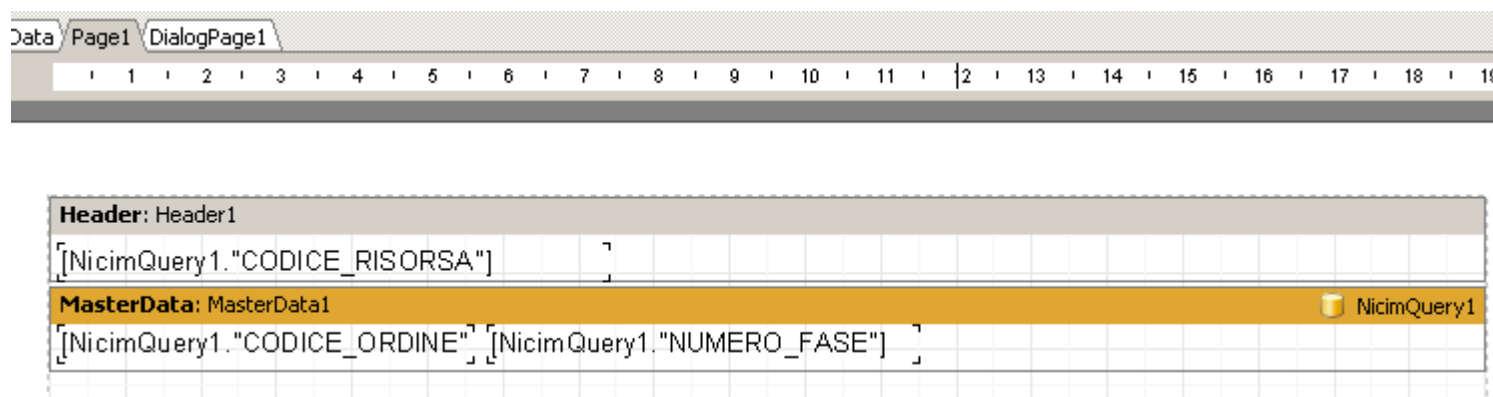 Data Page1 DialogPage1
1 2 3 4 5 6 7 8 9 10 11 12 13 14 15 16 17 18 19
Header: Header1
[NicimQuery1."CODICE_RISORSA"]
MasterData: MasterData1 NicimQuery1
[NicimQuery1."CODICE_ORDINE" [NicimQuery1."NUMERO_FASE"]